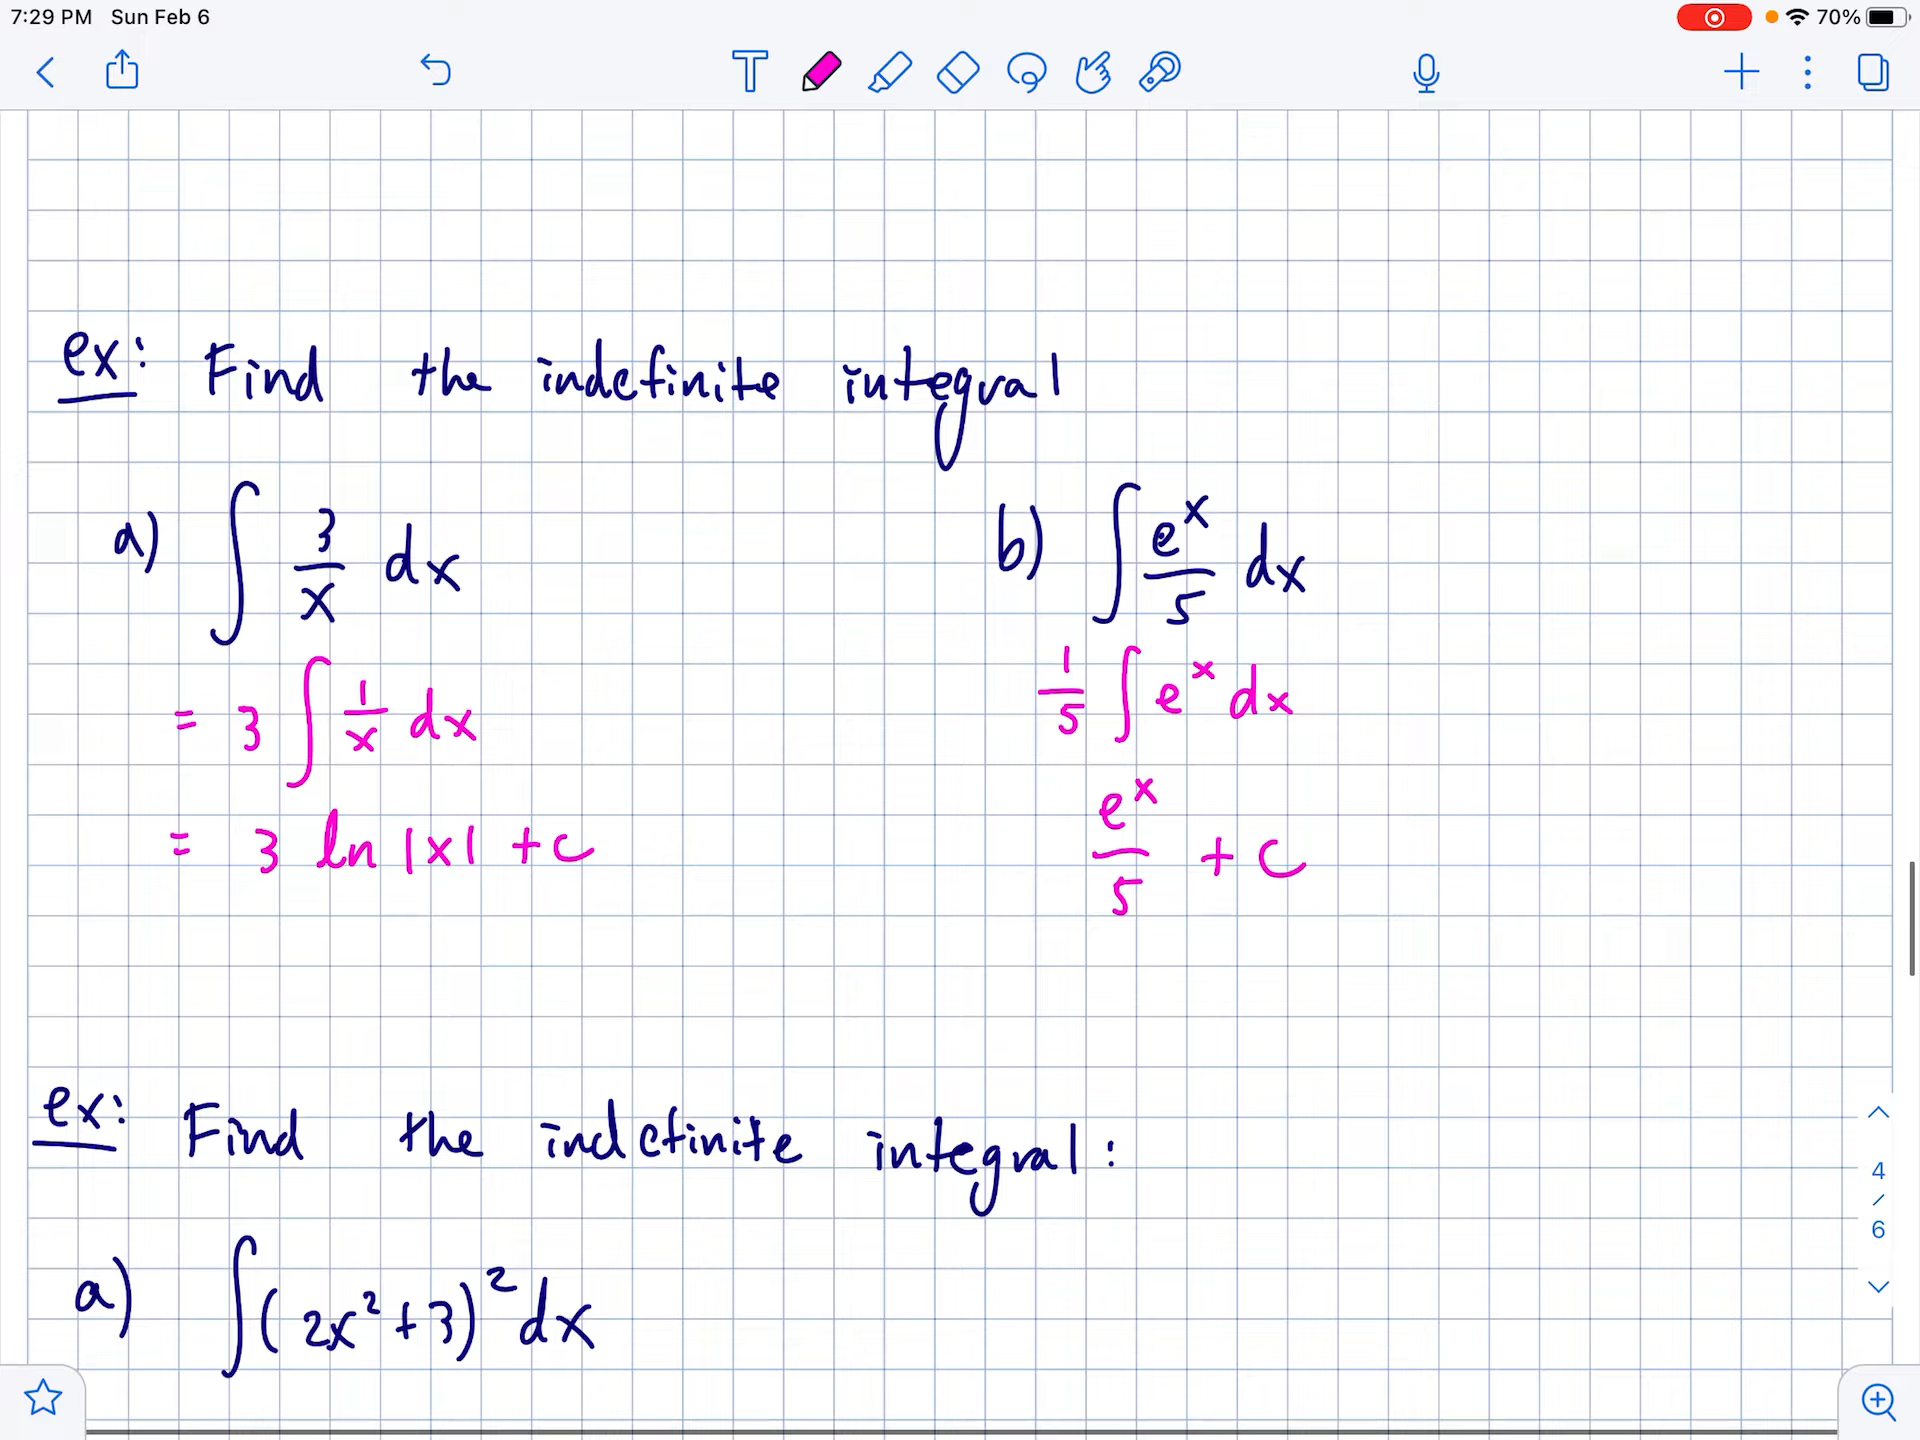 7:29 PM Sun Feb 6
70%
ex: Find the indefinite integral
a) ∫ 3/x dx
= 3 ∫ 1/x dx
= 3 ln |x| + c
b) ∫ e^x/5 dx
1/5 ∫ e^x dx
e^x/5 + c
ex: Find the indefinite integral:
a) ∫(2x²+3)² dx
4
/
6